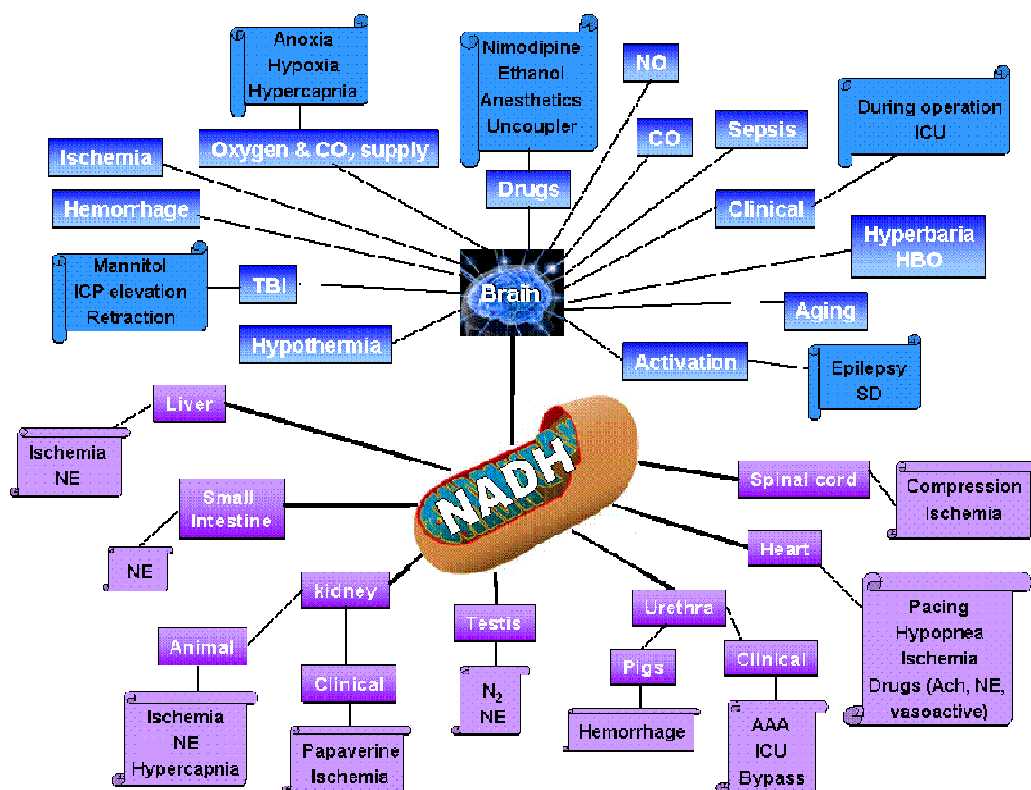 Anoxia
Hypoxia
Hypercapnia
Nimodipine
Ethanol
Anesthetics
Uncoupler
NO
During operation
ICU
Ischemia
Oxygen & CO, supply
CO
Sepsis
Drugs
Hemorrhage
Clinical
Hyperbaria
HBO
Mannitol
ICP elevation
Retraction
TBI
Brain
Aging
Hypothermia
Activation
Epilepsy
SD
Liver
Ischemia
NE
NADH
Spinal cord
Compression
Ischemia
Small
Intestine
NE
Heart
kidney
Testis
Urethra
Pacing
Hypopnea
Ischemia
Drugs (Ach, NE,
vasoactive)
Animal
Clinical
Pigs
Clinical
Ischemia
NE
Hypercapnia
Papaverine
Ischemia
N₂
NE
Hemorrhage
AAA
ICU
Bypass